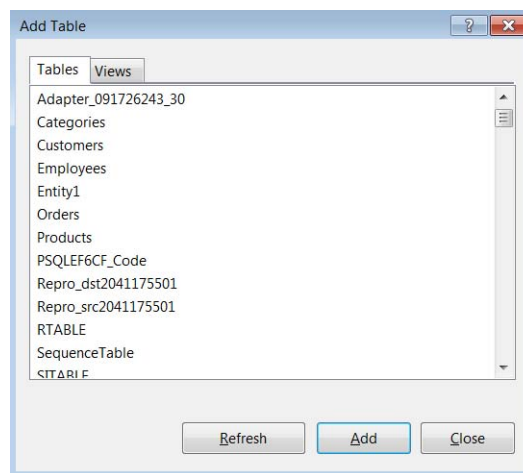 Add Table
Tables Views
Adapter_091726243_30
Categories
Customers
Employees
Entity1
Orders
Products
PSQLEF6CF_Code
Repro_dst2041175501
Repro_src2041175501
RTABLE
SequenceTable
SITABLE
Refresh Add Close